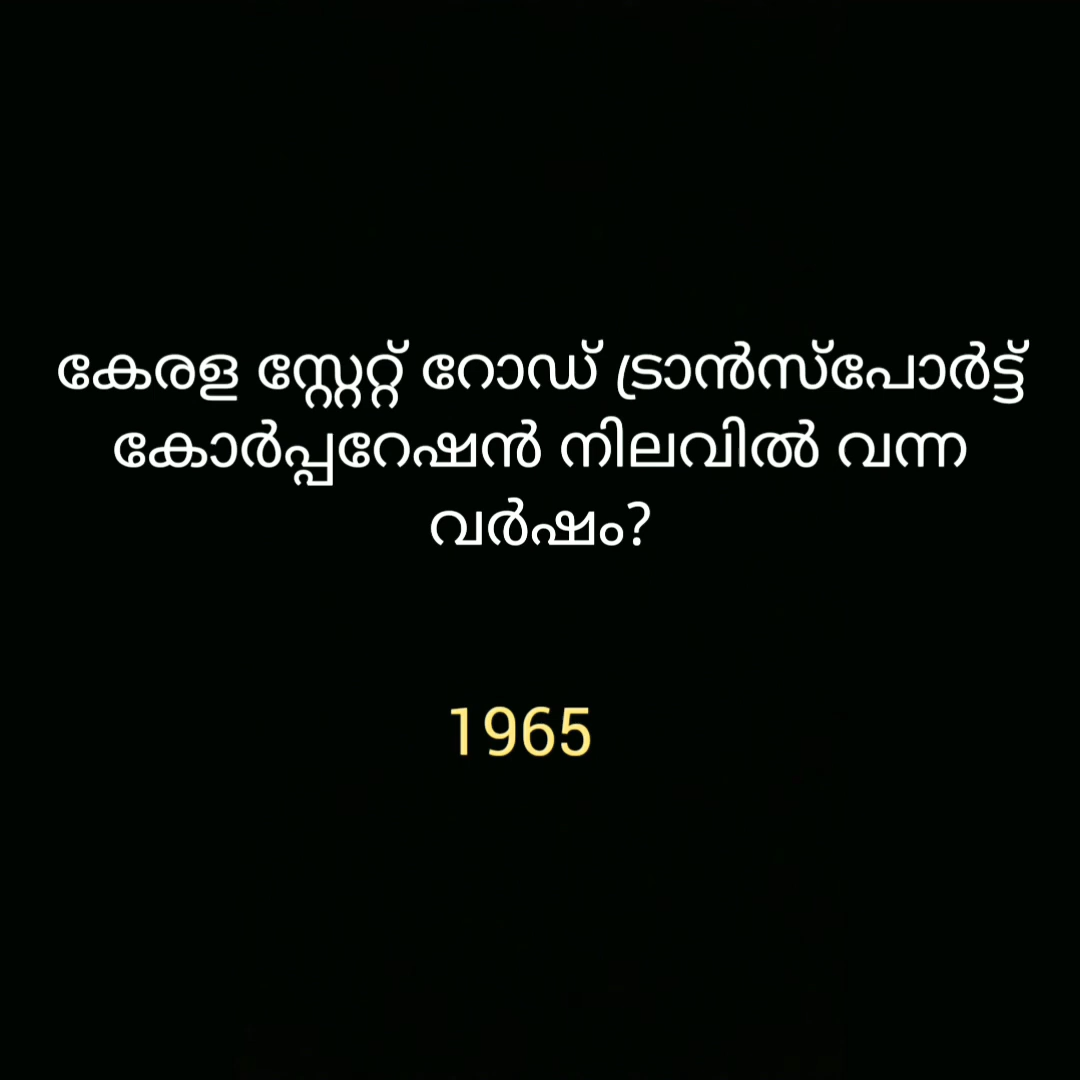 കേരള സ്റ്റേറ്റ് റോഡ് ട്രാൻസ്പോർട്ട്
കോർപ്പറേഷൻ നിലവിൽ വന്ന
വർഷം?
1965